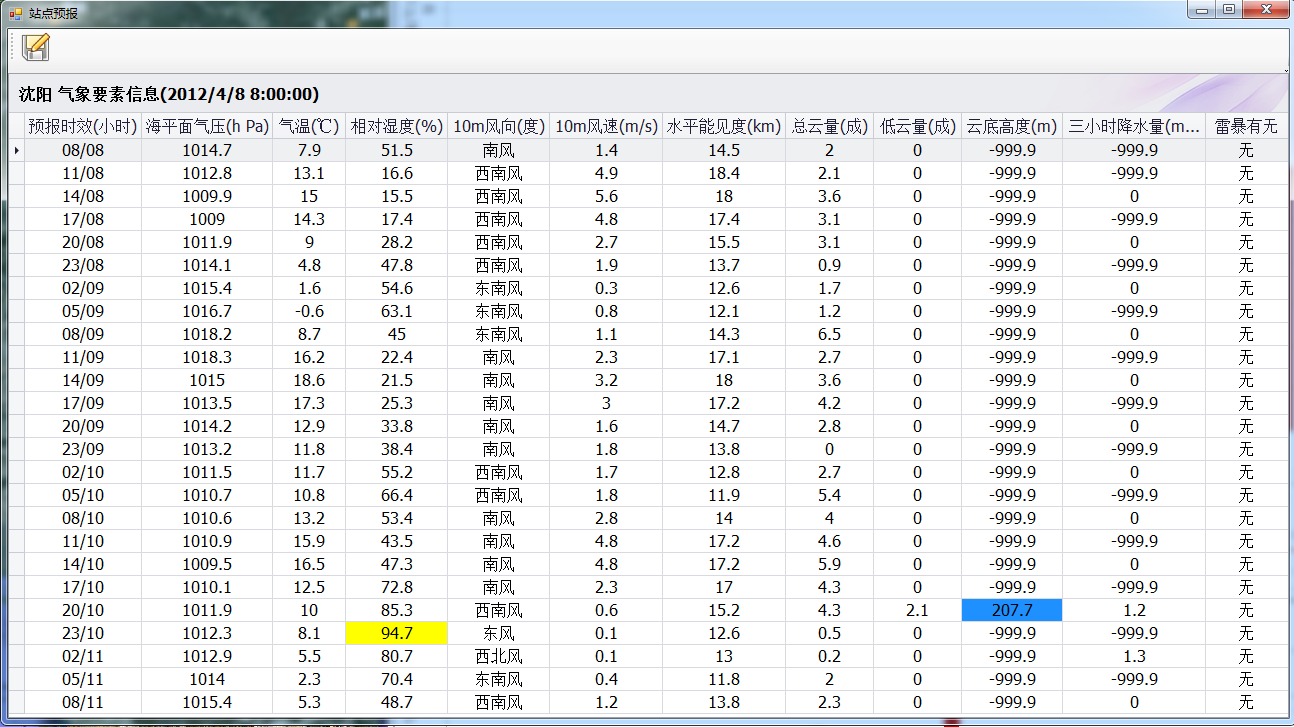 站点预报
沈阳 气象要素信息(2012/4/8 8:00:00)
预报时效(小时) 海平面气压(h Pa) 气温(℃) 相对湿度(%) 10m风向(度) 10m风速(m/s) 水平能见度(km) 总云量(成) 低云量(成) 云底高度(m) 三小时降水量(m... 雷暴有无
08/08 1014.7 7.9 51.5 南风 1.4 14.5 2 0 -999.9 -999.9 无
11/08 1012.8 13.1 16.6 西南风 4.9 18.4 2.1 0 -999.9 -999.9 无
14/08 1009.9 15 15.5 西南风 5.6 18 3.6 0 -999.9 0 无
17/08 1009 14.3 17.4 西南风 4.8 17.4 3.1 0 -999.9 -999.9 无
20/08 1011.9 9 28.2 西南风 2.7 15.5 3.1 0 -999.9 0 无
23/08 1014.1 4.8 47.8 西南风 1.9 13.7 0.9 0 -999.9 -999.9 无
02/09 1015.4 1.6 54.6 东南风 0.3 12.6 1.7 0 -999.9 0 无
05/09 1016.7 -0.6 63.1 东南风 0.8 12.1 1.2 0 -999.9 -999.9 无
08/09 1018.2 8.7 45 东南风 1.1 14.3 6.5 0 -999.9 0 无
11/09 1018.3 16.2 22.4 南风 2.3 17.1 2.7 0 -999.9 -999.9 无
14/09 1015 18.6 21.5 南风 3.2 18 3.6 0 -999.9 0 无
17/09 1013.5 17.3 25.3 南风 3 17.2 4.2 0 -999.9 -999.9 无
20/09 1014.2 12.9 33.8 南风 1.6 14.7 2.8 0 -999.9 0 无
23/09 1013.2 11.8 38.4 南风 1.8 13.8 0 0 -999.9 -999.9 无
02/10 1011.5 11.7 55.2 西南风 1.7 12.8 2.7 0 -999.9 0 无
05/10 1010.7 10.8 66.4 西南风 1.8 11.9 5.4 0 -999.9 -999.9 无
08/10 1010.6 13.2 53.4 南风 2.8 14 4 0 -999.9 0 无
11/10 1010.9 15.9 43.5 南风 4.8 17.2 4.6 0 -999.9 -999.9 无
14/10 1009.5 16.5 47.3 南风 4.8 17.2 5.9 0 -999.9 0 无
17/10 1010.1 12.5 72.8 南风 2.3 17 4.3 0 -999.9 -999.9 无
20/10 1011.9 10 85.3 西南风 0.6 15.2 4.3 2.1 207.7 1.2 无
23/10 1012.3 8.1 94.7 东风 0.1 12.6 0.5 0 -999.9 -999.9 无
02/11 1012.9 5.5 80.7 西北风 0.1 13 0.2 0 -999.9 1.3 无
05/11 1014 2.3 70.4 东南风 0.4 11.8 2 0 -999.9 -999.9 无
08/11 1015.4 5.3 48.7 西南风 1.2 13.8 2.3 0 -999.9 0 无